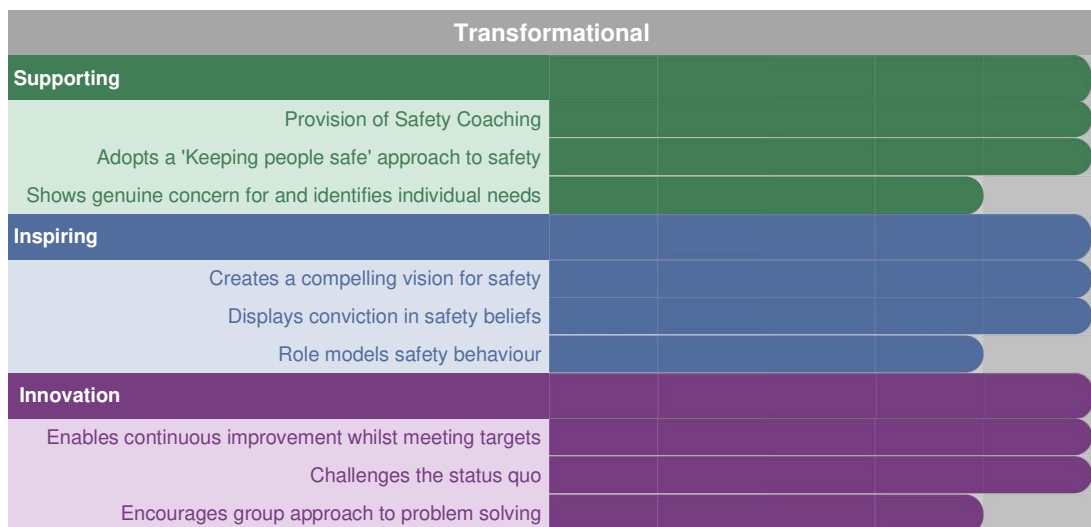 Transformational
Supporting
Provision of Safety Coaching
Adopts a 'Keeping people safe' approach to safety
Shows genuine concern for and identifies individual needs
Inspiring
Creates a compelling vision for safety
Displays conviction in safety beliefs
Role models safety behaviour
Innovation
Enables continuous improvement whilst meeting targets
Challenges the status quo
Encourages group approach to problem solving